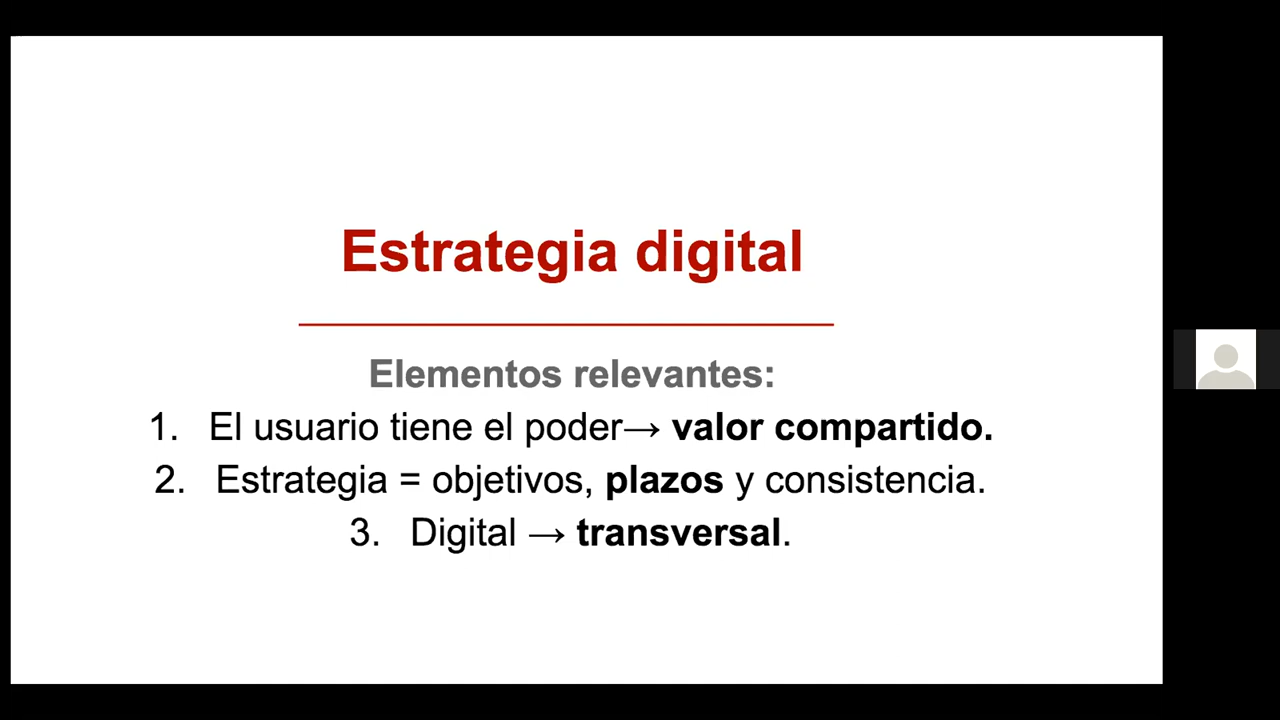 Estrategia digital
Elementos relevantes:
1. El usuario tiene el poder→ valor compartido.
2. Estrategia = objetivos, plazos y consistencia.
3. Digital → transversal.